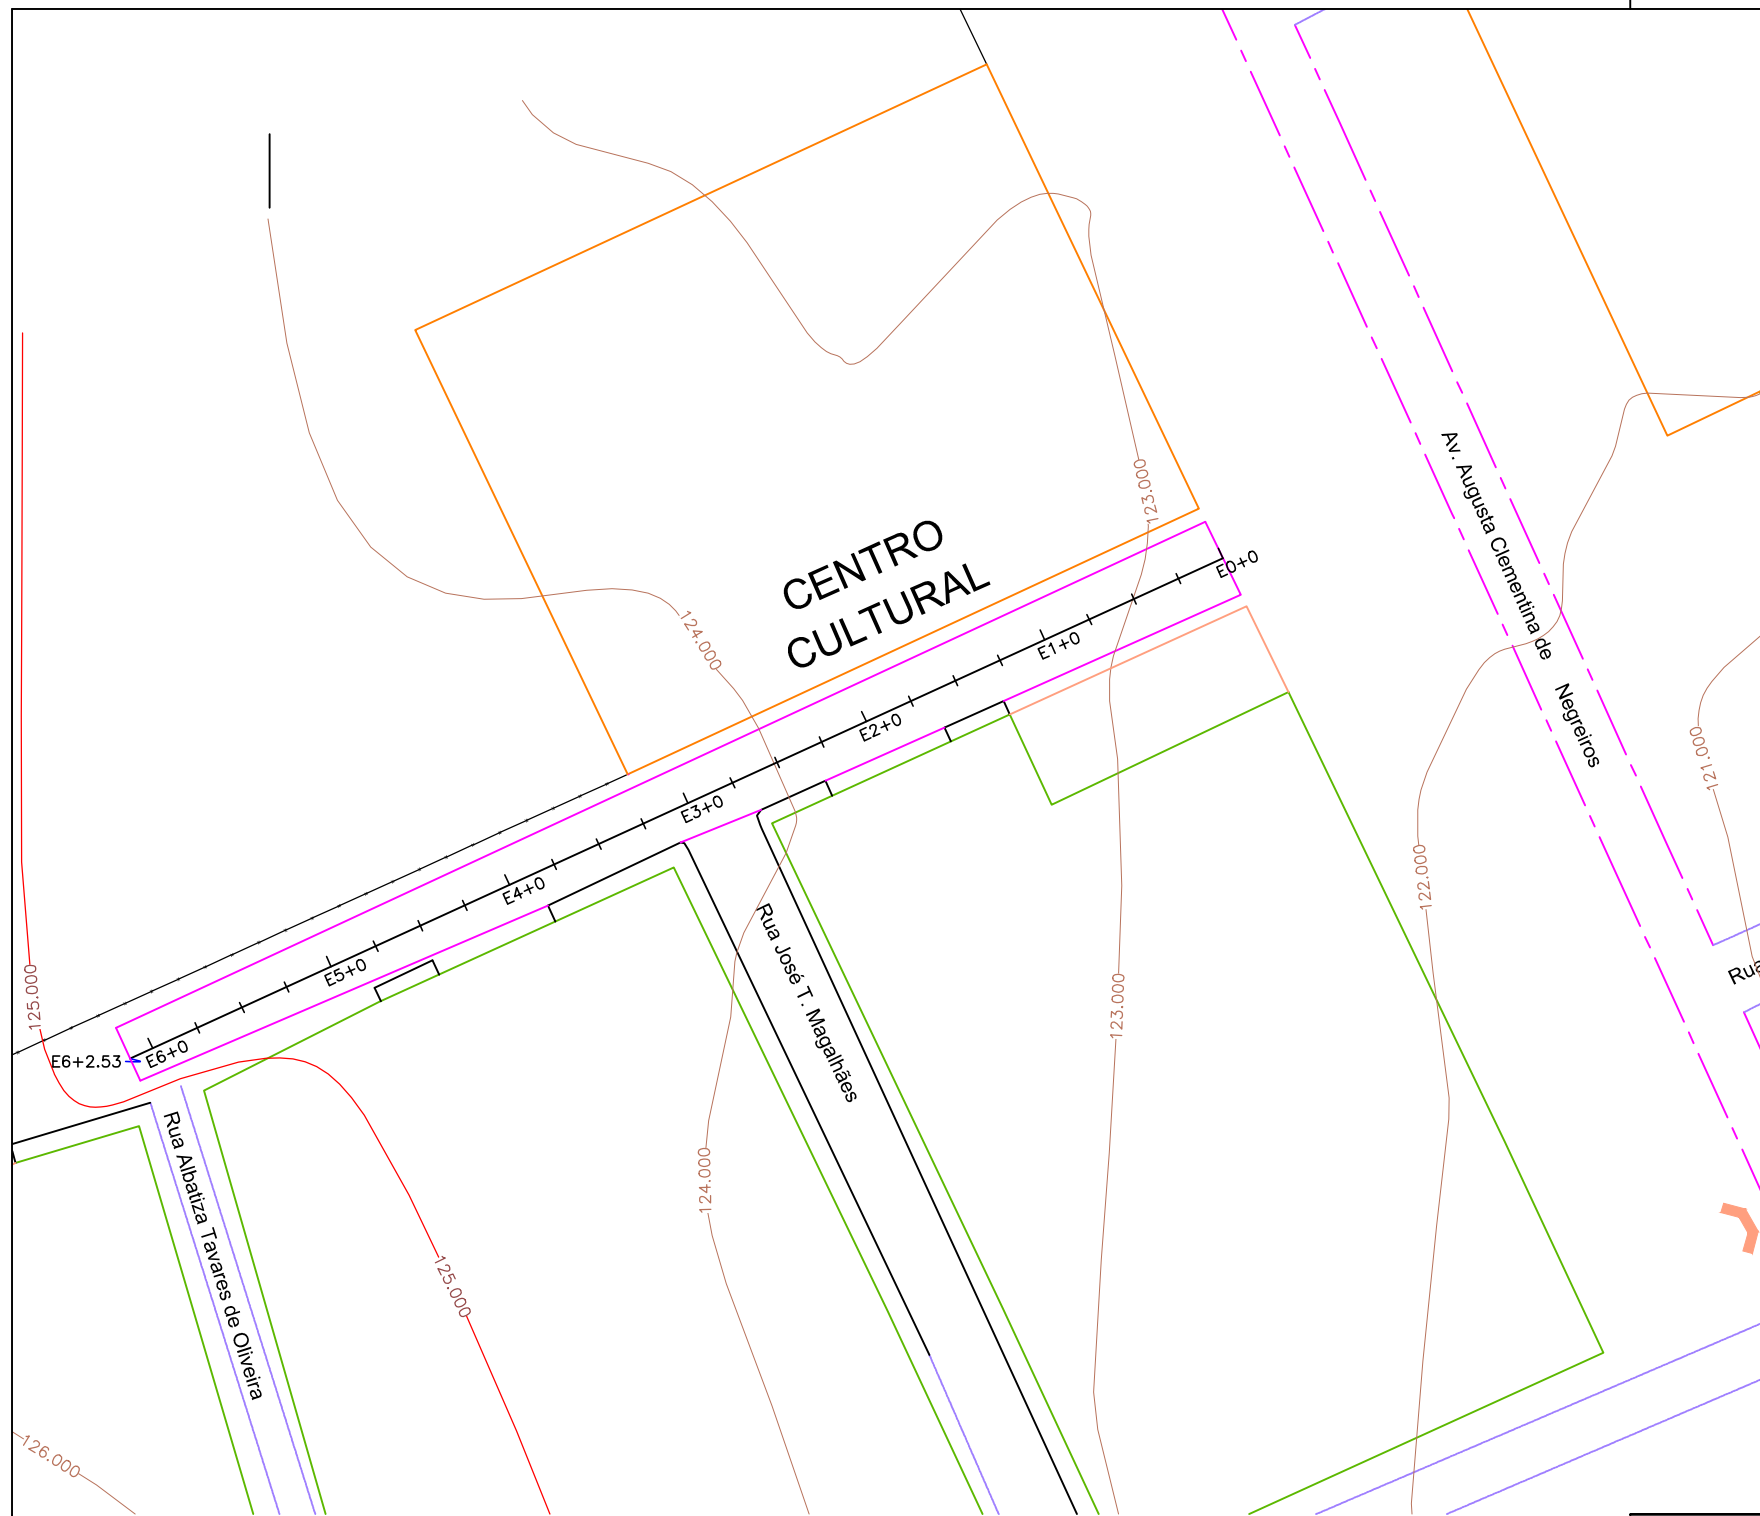 CENTRO
CULTURAL
Av. Augusta Clementina de Negreiros
123.000
E0+0
124.000
E1+0
E2+0
121.000
E3+0
122.000
E4+0
Rua José T. Magalhães
E5+0
Rua
125.000
123.000
E6+0
E6+2.53
Rua Albatiza Tavares de Oliveira
124.000
125.000
126.000